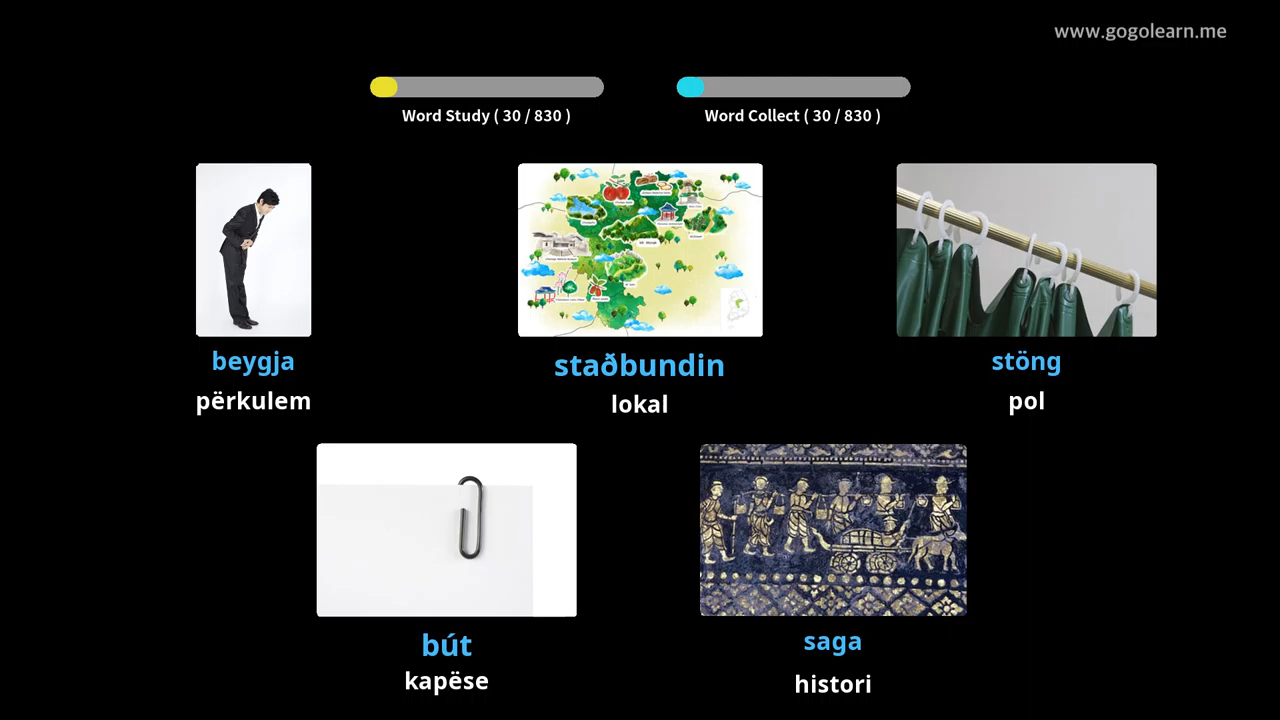 www.gogolearn.me
Word Study ( 30 / 830 )
Word Collect ( 30 / 830 )
beygja
përkulem
staðbundin
lokal
stöng
pol
bút
kapëse
saga
histori